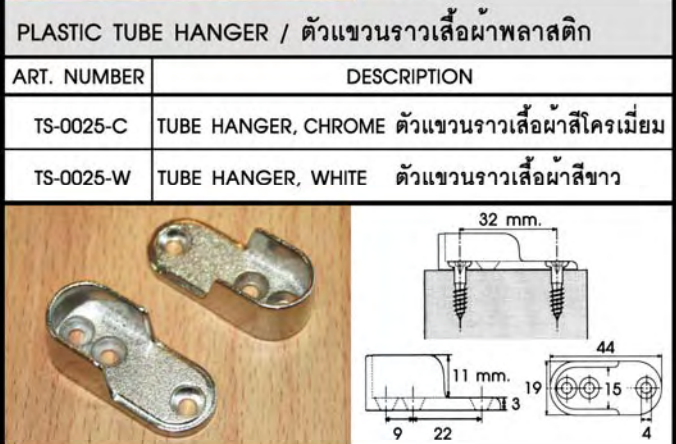 PLASTIC TUBE HANGER / ตัวแขวนราวเสื้อผ้าพลาสติก
ART. NUMBER DESCRIPTION
TS-0025-C TUBE HANGER, CHROME ตัวแขวนราวเสื้อผ้าสีโครเมี่ยม
TS-0025-W TUBE HANGER, WHITE ตัวแขวนราวเสื้อผ้าสีขาว
32 mm.
44
11 mm.
19
15
3
9 22
4